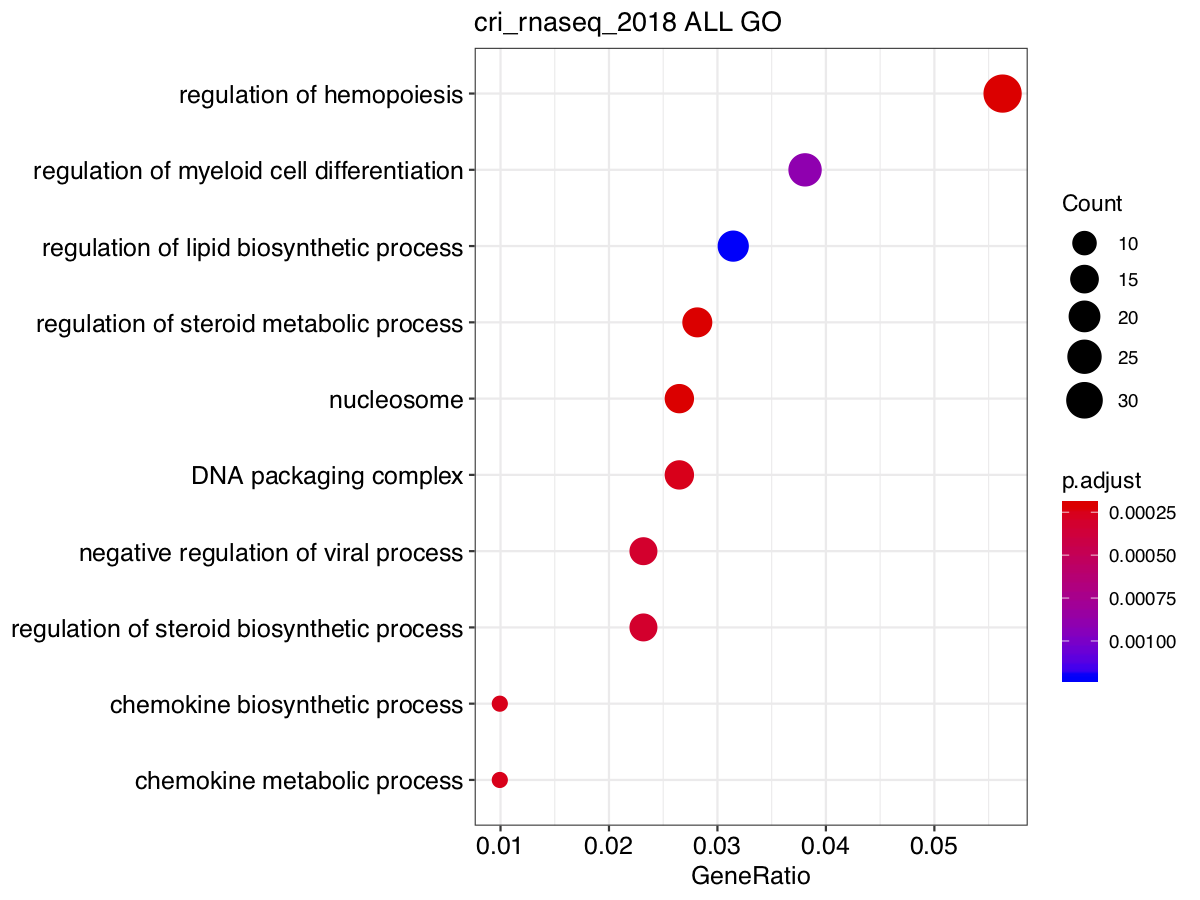 cri_rnaseq_2018 ALL GO
regulation of hemopoiesis
regulation of myeloid cell differentiation
regulation of lipid biosynthetic process
regulation of steroid metabolic process
nucleosome
DNA packaging complex
negative regulation of viral process
regulation of steroid biosynthetic process
chemokine biosynthetic process
chemokine metabolic process
0.01 0.02 0.03 0.04 0.05
GeneRatio
Count
10
15
20
25
30
p.adjust
0.00025
0.00050
0.00075
0.00100